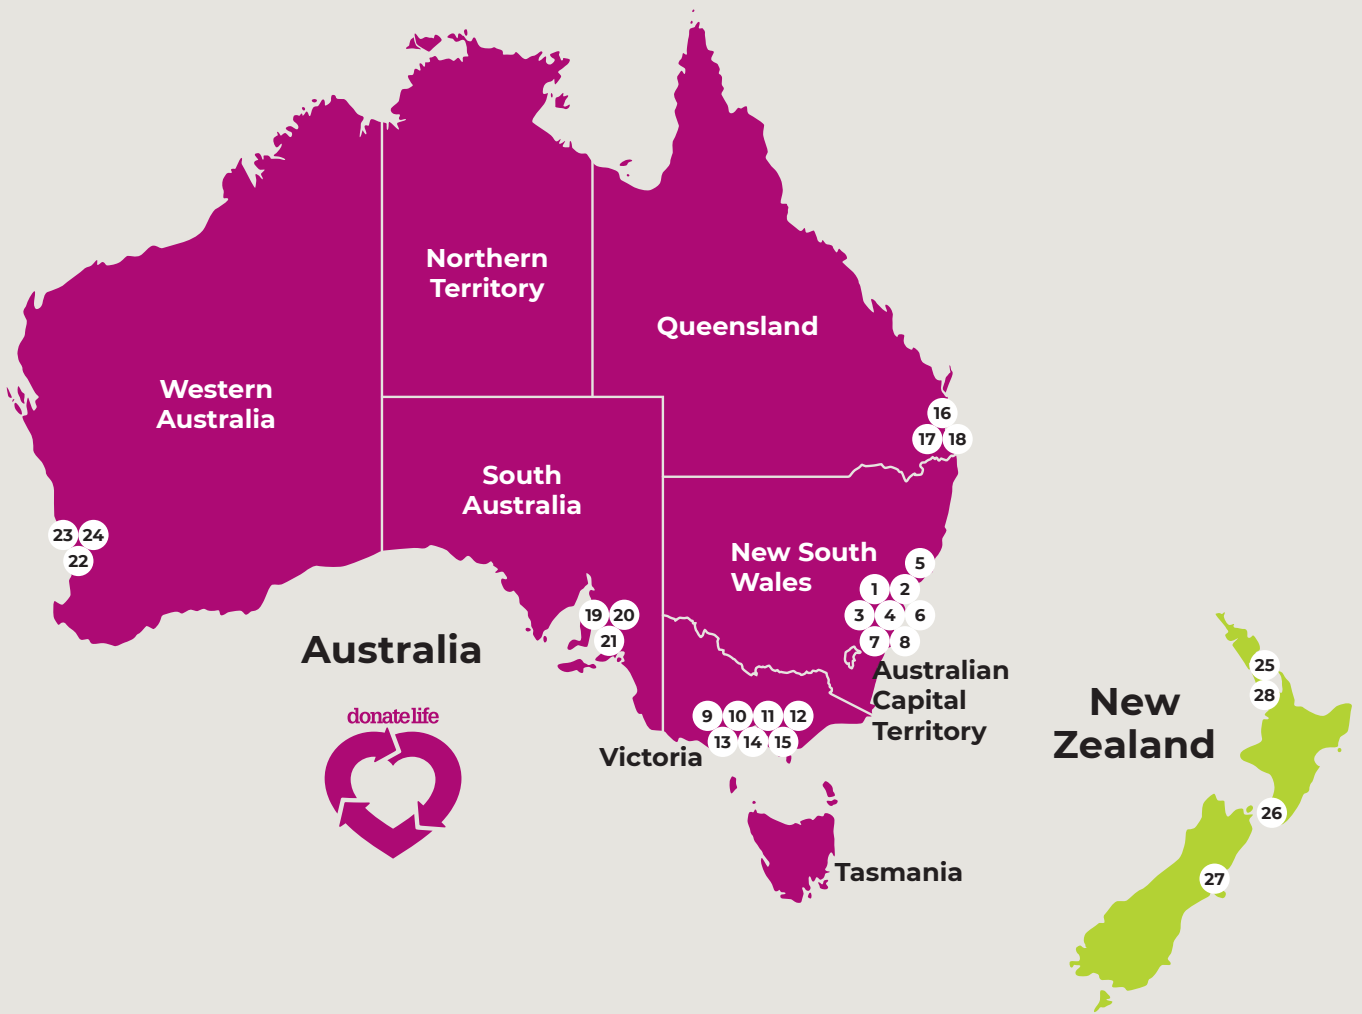 Northern
Territory
Queensland
Western
Australia
16
17 18
South
Australia
23 24
22
New South
Wales
5
1 2
3 4 6
7 8
19 20
21
Australia
Australian
Capital
Territory
25
28
New
Zealand
donatelife
9 10 11 12
13 14 15
Victoria
26
Tasmania
27